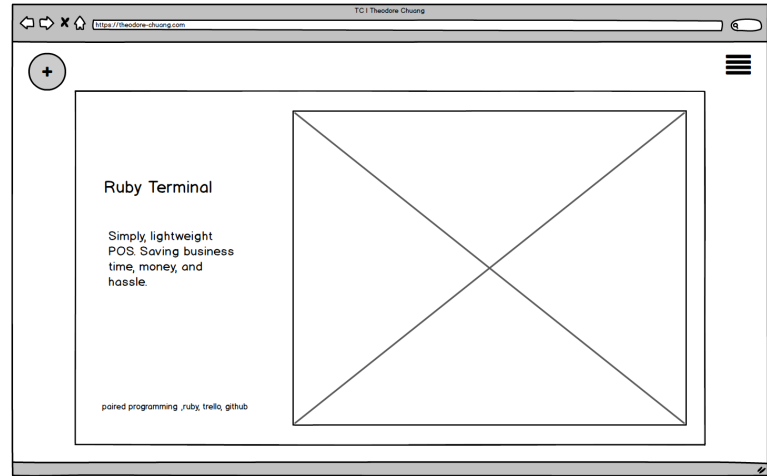 TC | Theodore Chuang
https://theodore-chuang.com
+
Ruby Terminal
Simply, lightweight
POS. Saving business
time, money, and
hassle.
paired programming ,ruby, trello, github